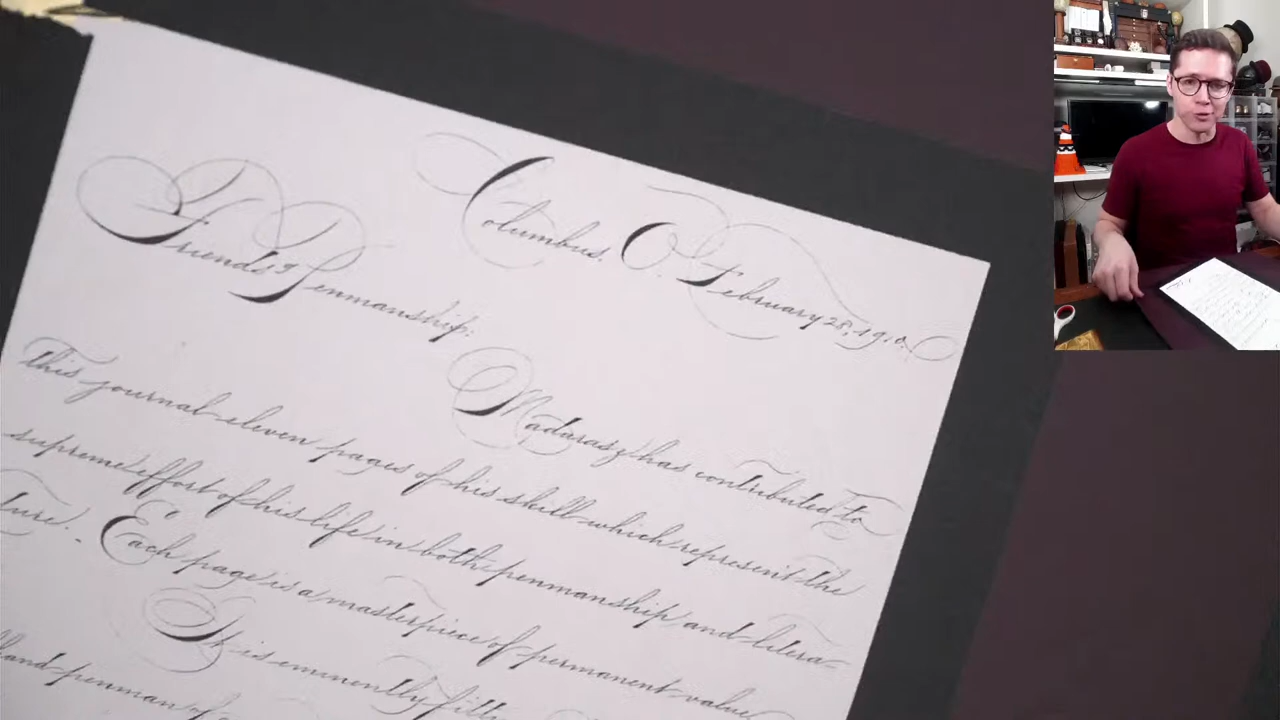 Columbus, O. February 28, 1910.
Friends of Penmanship:
Madarasz has contributed to
this journal eleven pages of his skill which represent the
supreme effort of his life in both penmanship and litera-
ture. Each page is a masterpiece of permanent value
It is eminently
and penman of